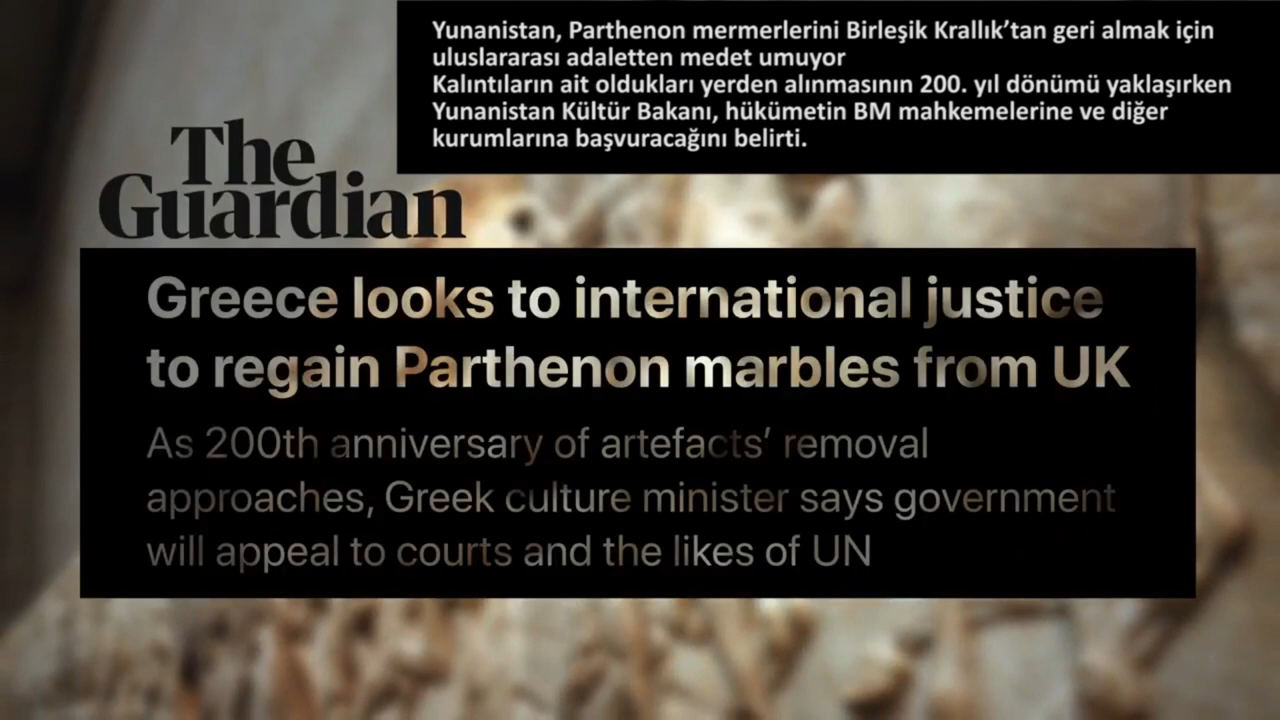 Yunanistan, Parthenon mermerlerini Birleşik Krallık’tan geri almak için
uluslararası adaletten medet umuyor
Kalıntıların ait oldukları yerden alınmasının 200. yıl dönümü yaklaşırken
Yunanistan Kültür Bakanı, hükümetin BM mahkemelerine ve diğer
kurumlarına başvuracağını belirti.
The
Guardian
Greece looks to international justice
to regain Parthenon marbles from UK
As 200th anniversary of artefacts’ removal
approaches, Greek culture minister says government
will appeal to courts and the likes of UN